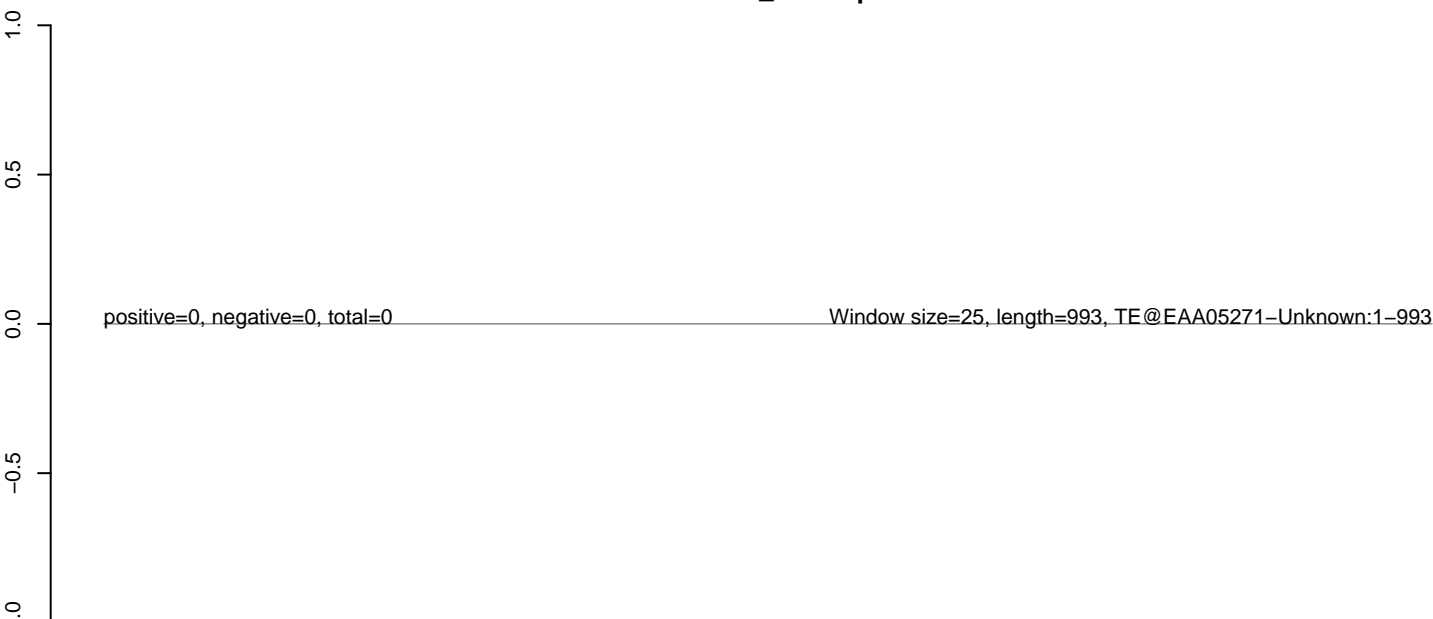 1.0
0.5
positive=0, negative=0, total=0 Window size=25, length=993, TE@EAA05271−Unknown:1−993
0.0
−0.5